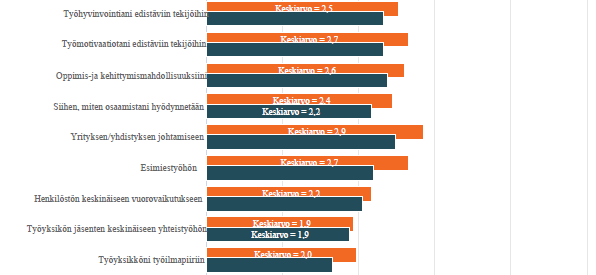 Työhyvinvointiani edistäviin tekijöihin
Keskiarvo = 2,5
Työmotivaatiotani edistäviin tekijöihin
Keskiarvo = 2,7
Oppimis-ja kehittymismahdollisuuksiini
Keskiarvo = 2,6
Siihen, miten osaamistani hyödynnetään
Keskiarvo = 2,4
Keskiarvo = 2,2
Yrityksen/yhdistyksen johtamiseen
Keskiarvo = 2,9
Esimiestyöhön
Keskiarvo = 2,7
Henkilöstön keskinäiseen vuorovaikutukseen
Keskiarvo = 2,2
Työyksikön jäsenten keskinäiseen yhteistyöhön
Keskiarvo = 1,9
Keskiarvo = 1,9
Työyksikköni työilmapiiriin
Keskiarvo = 2,0